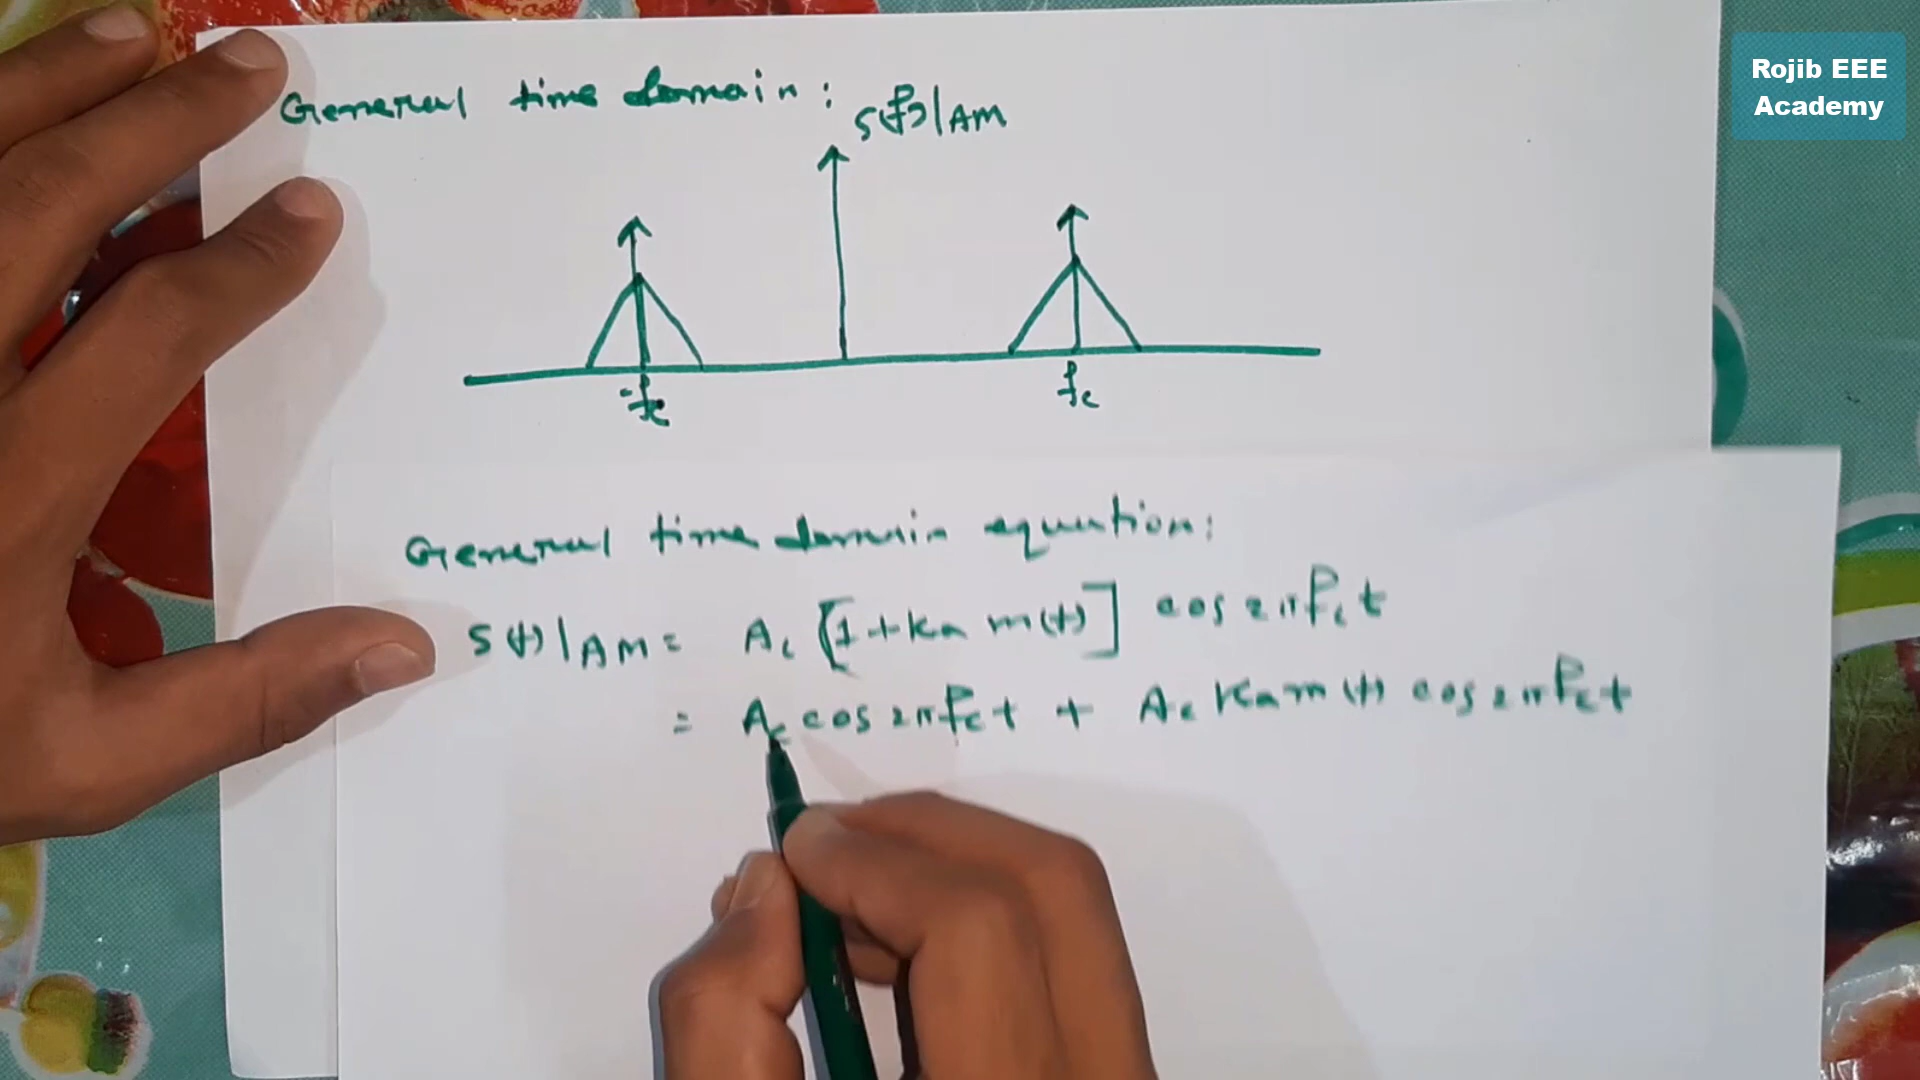 Rojib EEE
Academy
General time domain :
S(f)|AM
-fc
fc
General time domain equation:
S(t)|AM = Ac [1+Ka m(t)] cos 2πfct
= Ac cos 2πfct + Ac Ka m(t) cos 2πfct